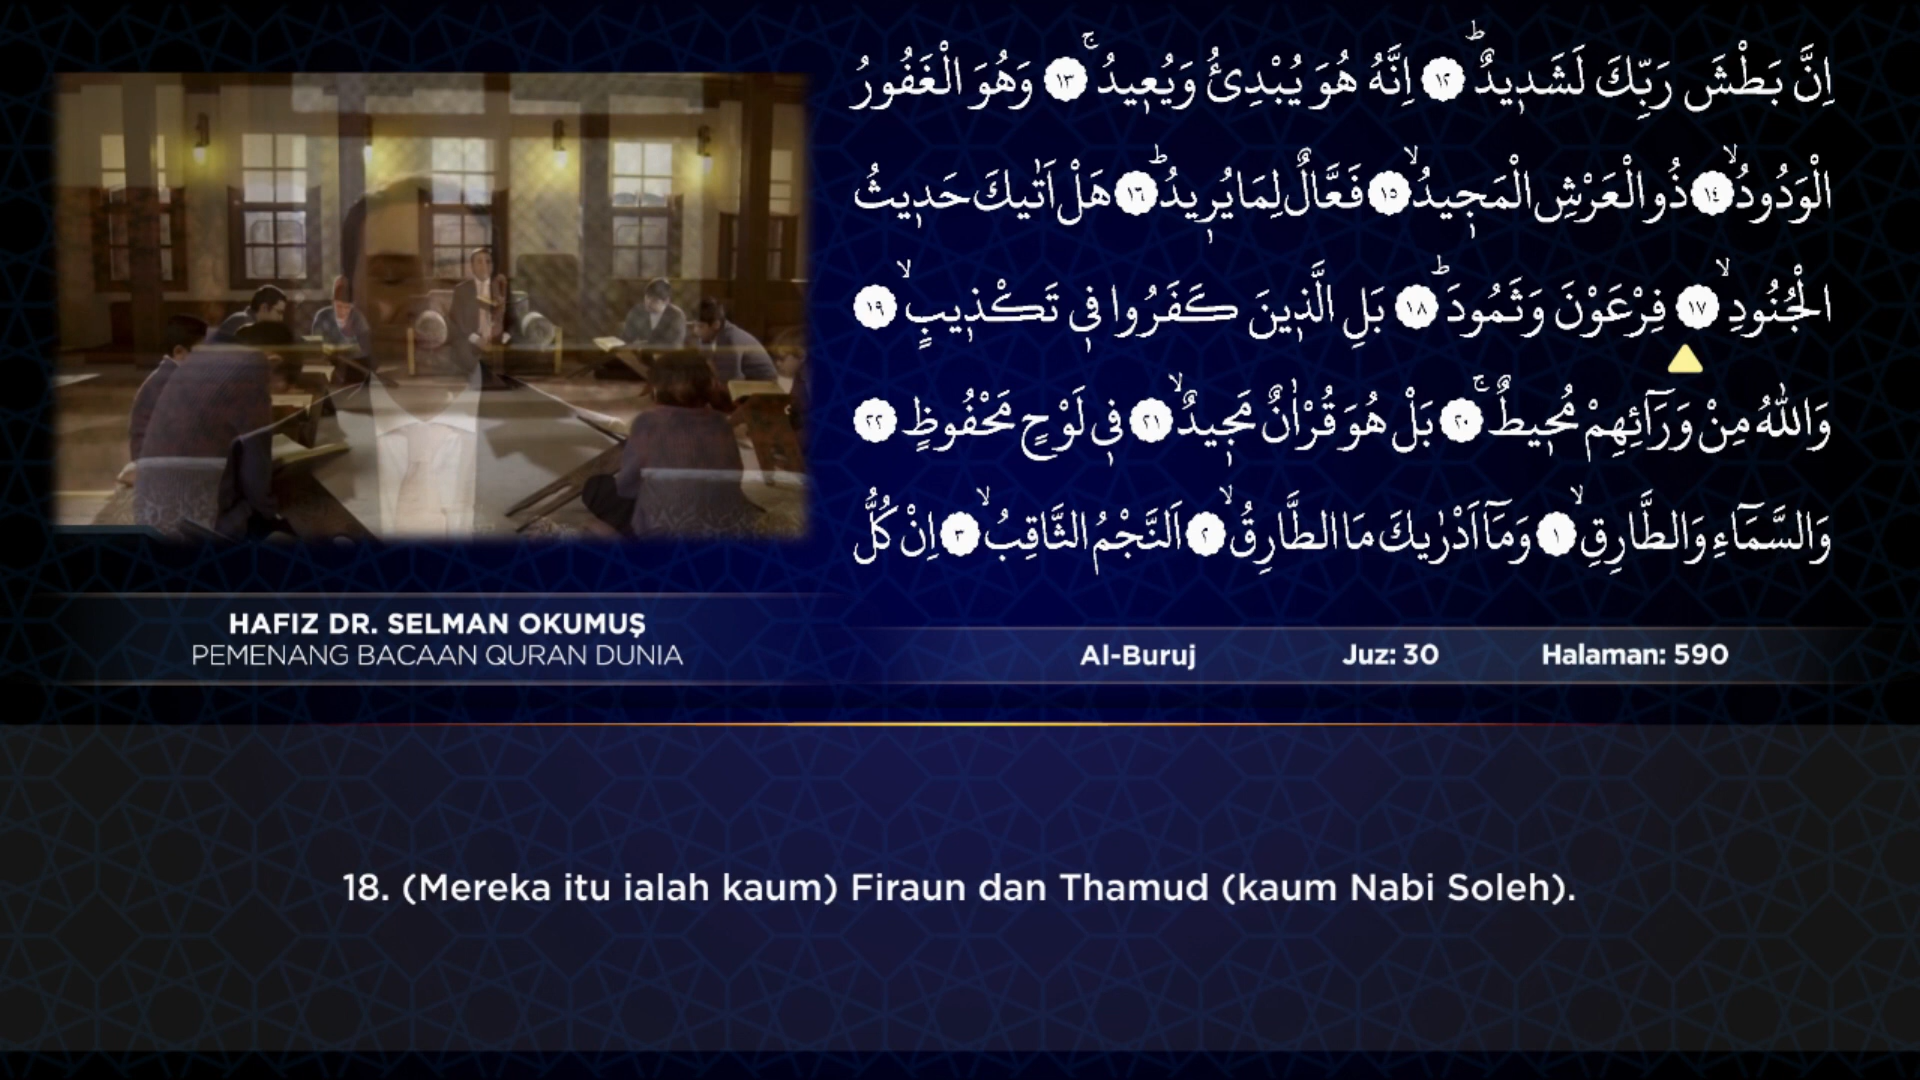 اِنَّ بَطْشَ رَبِّكَ لَشَد۪يدٌۜ ﴿١٢﴾ اِنَّهُ هُوَ يُبْدِئُ وَيُع۪يدُۚ ﴿١٣﴾ وَهُوَ الْغَفُورُ
الْوَدُودُۙ ﴿١٤﴾ ذُو الْعَرْشِ الْمَج۪يدُۙ ﴿١٥﴾ فَعَّالٌ لِمَا يُر۪يدُۜ ﴿١٦﴾ هَلْ اَتٰيكَ حَد۪يثُ
الْجُنُودِۙ ﴿١٧﴾ فِرْعَوْنَ وَثَمُودَۜ ﴿١٨﴾ بَلِ الَّذ۪ينَ كَفَرُوا ف۪ي تَكْذ۪يبٍۙ ﴿١٩﴾
وَاللّٰهُ مِنْ وَرَٓائِهِمْ مُح۪يطٌۚ ﴿٢٠﴾ بَلْ هُوَ قُرْاٰنٌ مَج۪يدٌۙ ﴿٢١﴾ ف۪ي لَوْحٍ مَحْفُوظٍ ﴿٢٢﴾
وَالسَّمَٓاءِ وَالطَّارِقِۙ ﴿١﴾ وَمَٓا اَدْرٰيكَ مَا الطَّارِقُۙ ﴿٢﴾ اَلنَّجْمُ الثَّاقِبُۙ ﴿٣﴾ اِنْ كُلُّ
HAFIZ DR. SELMAN OKUMUŞ
PEMENANG BACAAN QURAN DUNIA
Al-Buruj Juz: 30 Halaman: 590
18. (Mereka itu ialah kaum) Firaun dan Thamud (kaum Nabi Soleh).